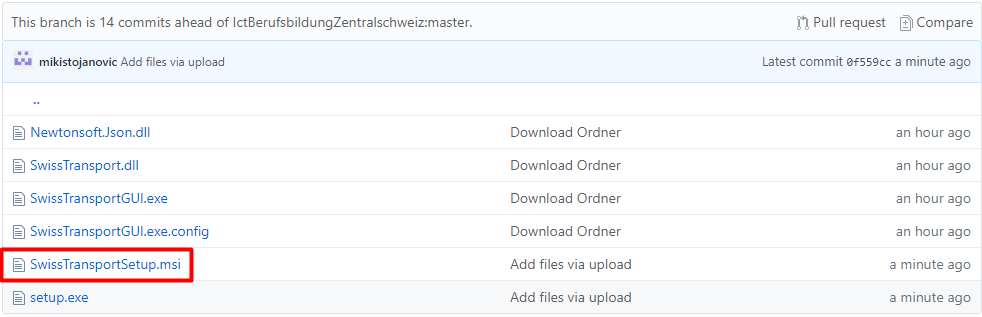 This branch is 14 commits ahead of IctBerufsbildungZentralschweiz:master. Pull request Compare
mikistojanovic Add files via upload Latest commit 0f559cc a minute ago
..
Newtonsoft.Json.dll Download Ordner an hour ago
SwissTransport.dll Download Ordner an hour ago
SwissTransportGUI.exe Download Ordner an hour ago
SwissTransportGUI.exe.config Download Ordner an hour ago
SwissTransportSetup.msi Add files via upload a minute ago
setup.exe Add files via upload a minute ago